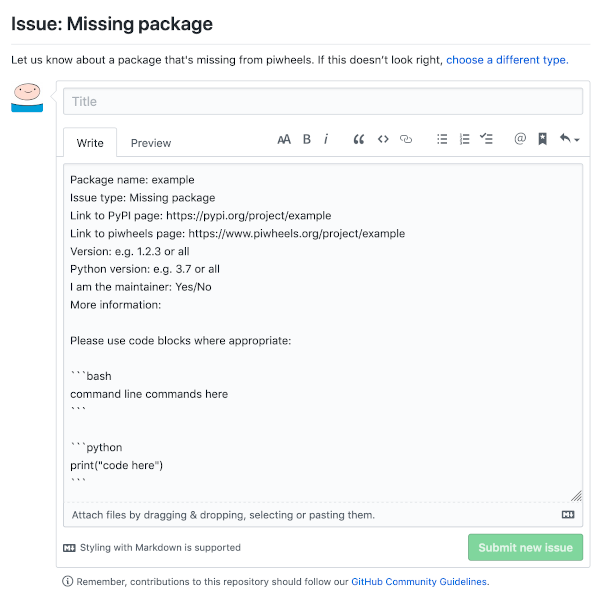 Issue: Missing package
Let us know about a package that's missing from piwheels. If this doesn’t look right, choose a different type.
Title
Write Preview
AA B i @
Package name: example
Issue type: Missing package
Link to PyPI page: https://pypi.org/project/example
Link to piwheels page: https://www.piwheels.org/project/example
Version: e.g. 1.2.3 or all
Python version: e.g. 3.7 or all
I am the maintainer: Yes/No
More information:
Please use code blocks where appropriate:
```bash
command line commands here
```
```python
print("code here")
```
Attach files by dragging & dropping, selecting or pasting them.
Styling with Markdown is supported
Submit new issue
Remember, contributions to this repository should follow our GitHub Community Guidelines.